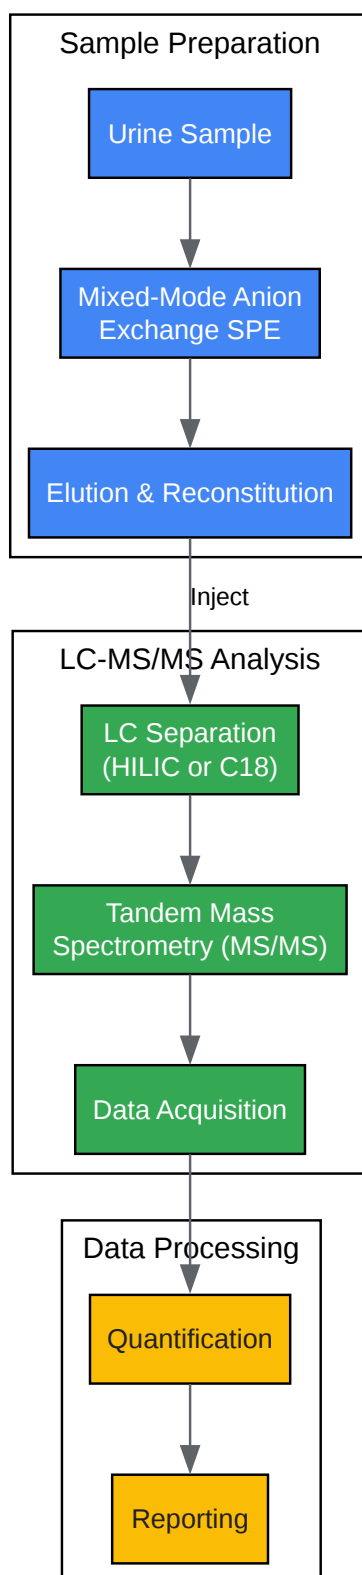 Sample Preparation
Urine Sample
Mixed-Mode Anion
Exchange SPE
Elution & Reconstitution
Inject
LC-MS/MS Analysis
LC Separation
(HILIC or C18)
Tandem Mass
Spectrometry (MS/MS)
Data Acquisition
Data Processing
Quantification
Reporting